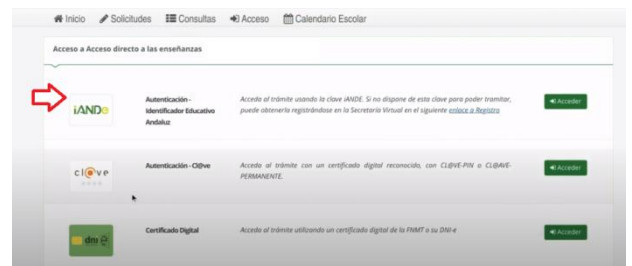 Inicio Solicitudes Consultas Acceso Calendario Escolar
Acceso a Acceso directo a las enseñanzas
iANDe
Autenticación -
Identificador Educativo
Andaluz
Acceda al trámite usando la clave iANDE. Si no dispone de esta clave para poder tramitar,
puede obtenerla registrándose en la Secretaría Virtual en el siguiente enlace a Registro
Acceder
cl@ve
Autenticación - Cl@ve
Acceda al trámite con un certificado digital reconocido, con CL@VE-PIN o CL@AVE-
PERMANENTE.
Acceder
dni e
Certificado Digital
Acceda al trámite utilizando un certificado digital de la FNMT o su DNI-e
Acceder